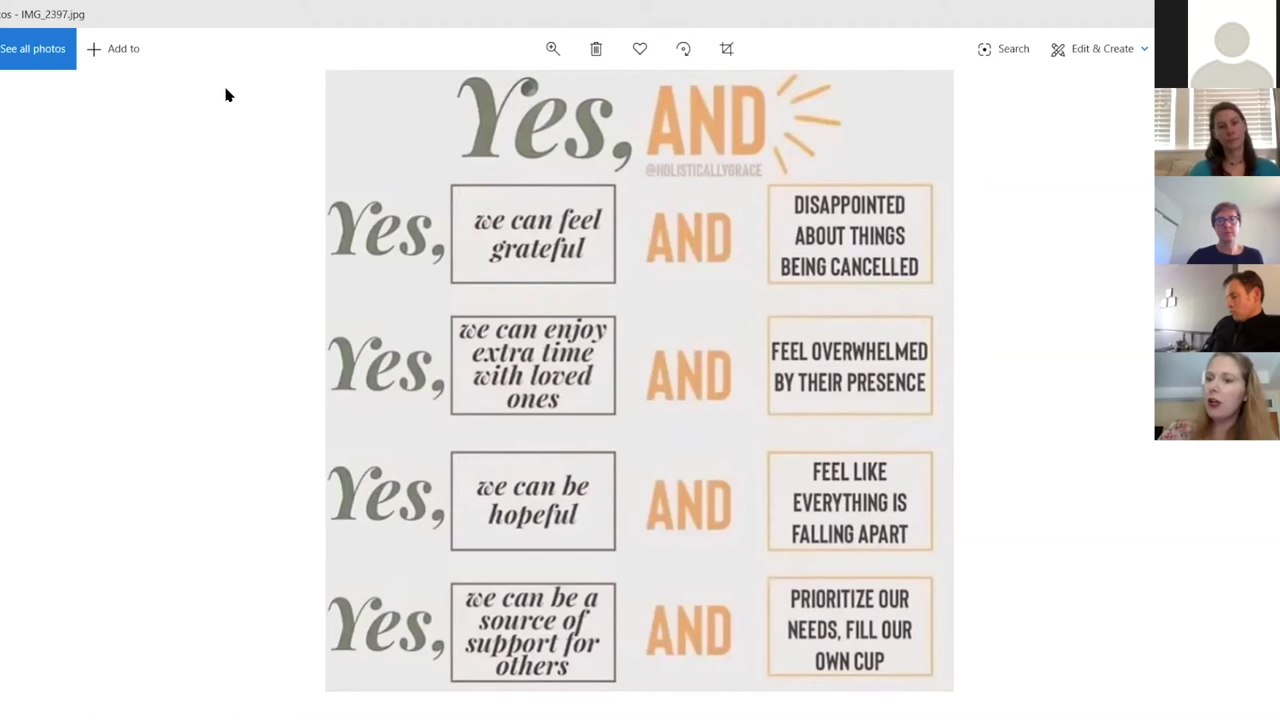 os - IMG_2397.jpg
See all photos
Add to
Search
Edit & Create
Yes, AND
@HOLISTICALLYGRACE
Yes,
we can feel
grateful
AND
DISAPPOINTED
ABOUT THINGS
BEING CANCELLED
Yes,
we can enjoy
extra time
with loved
ones
AND
FEEL OVERWHELMED
BY THEIR PRESENCE
Yes,
we can be
hopeful
AND
FEEL LIKE
EVERYTHING IS
FALLING APART
Yes,
we can be a
source of
support for
others
AND
PRIORITIZE OUR
NEEDS, FILL OUR
OWN CUP